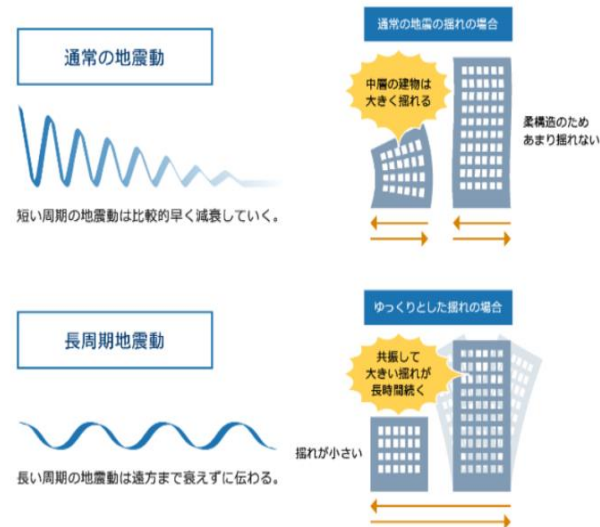 通常の地震動
短い周期の地震動は比較的早く減衰していく。
通常の地震の揺れの場合
中層の建物は
大きく揺れる
柔構造のため
あまり揺れない
長周期地震動
長い周期の地震動は遠方まで衰えずに伝わる。
ゆっくりとした揺れの場合
共振して
大きい揺れが
長時間続く
揺れが小さい